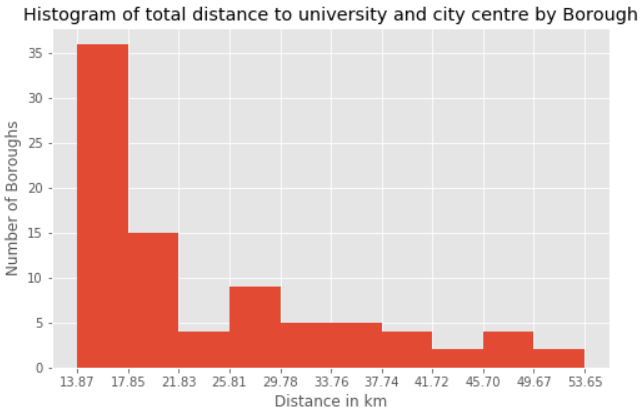 Histogram of total distance to university and city centre by Borough
Number of Boroughs
35
30
25
20
15
10
5
0
13.87 17.85 21.83 25.81 29.78 33.76 37.74 41.72 45.70 49.67 53.65
Distance in km